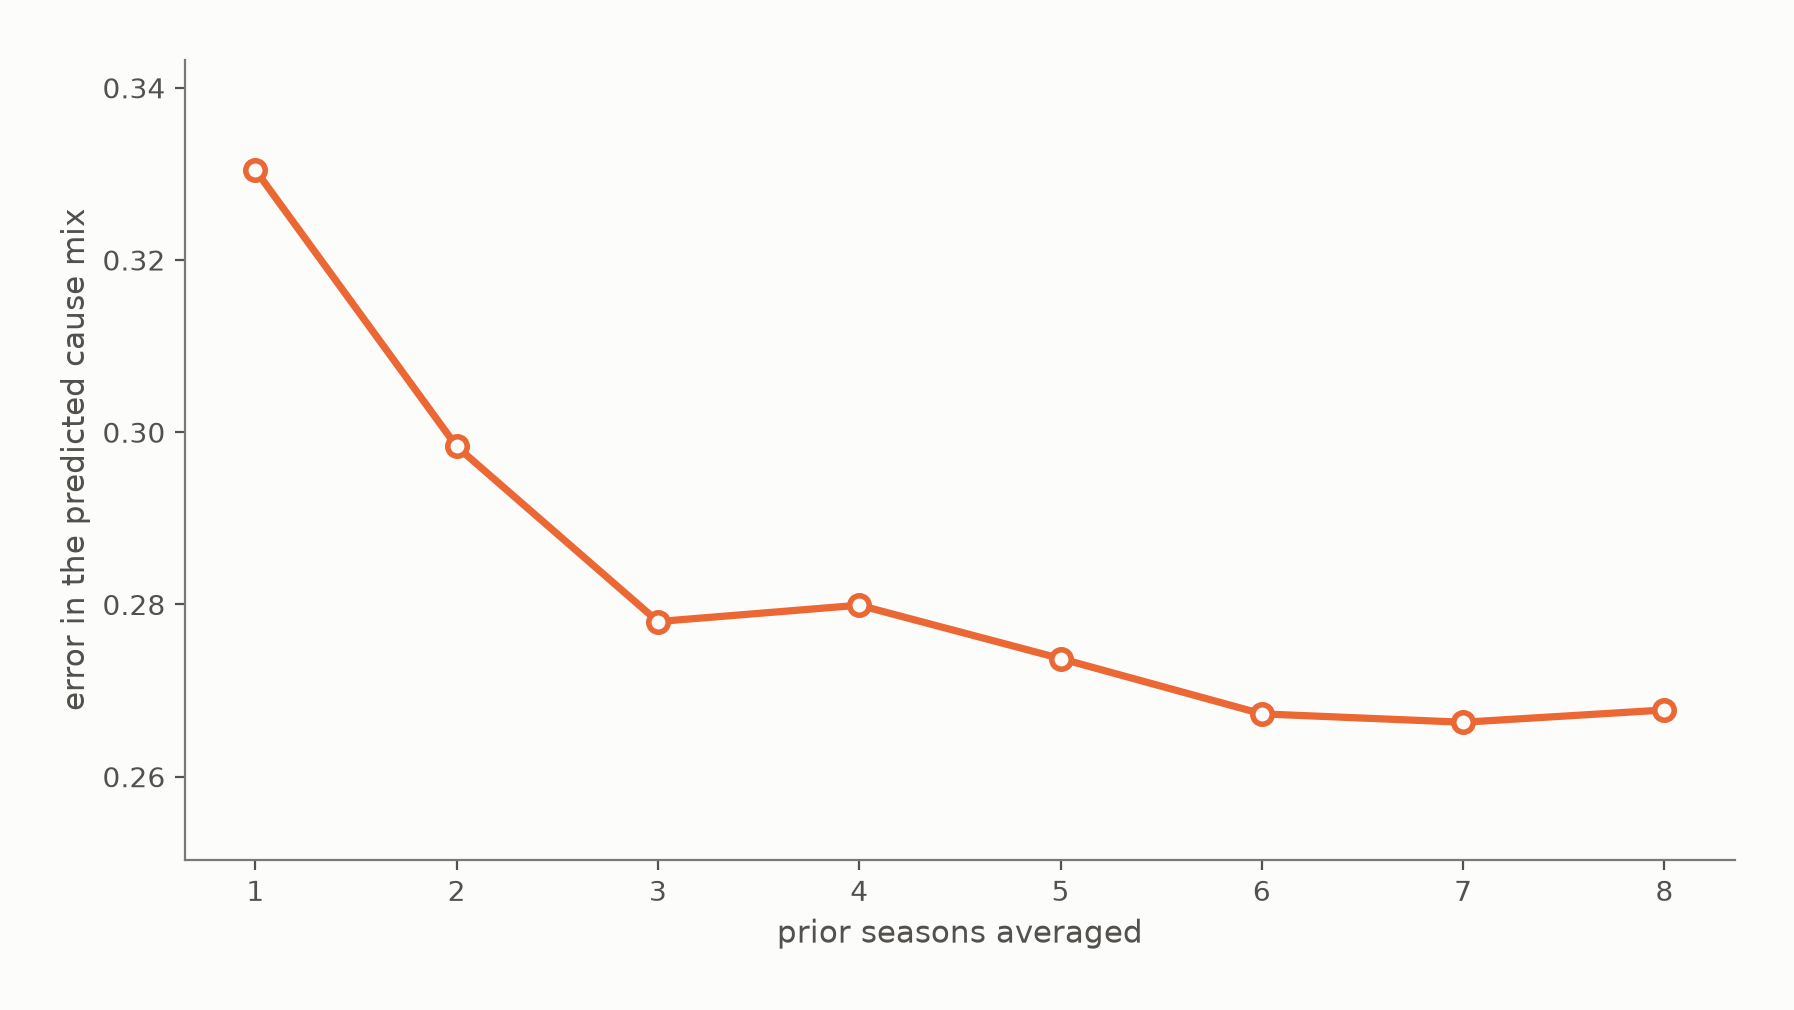 0.34
0.32
0.30
0.28
0.26
error in the predicted cause mix
1 2 3 4 5 6 7 8
prior seasons averaged